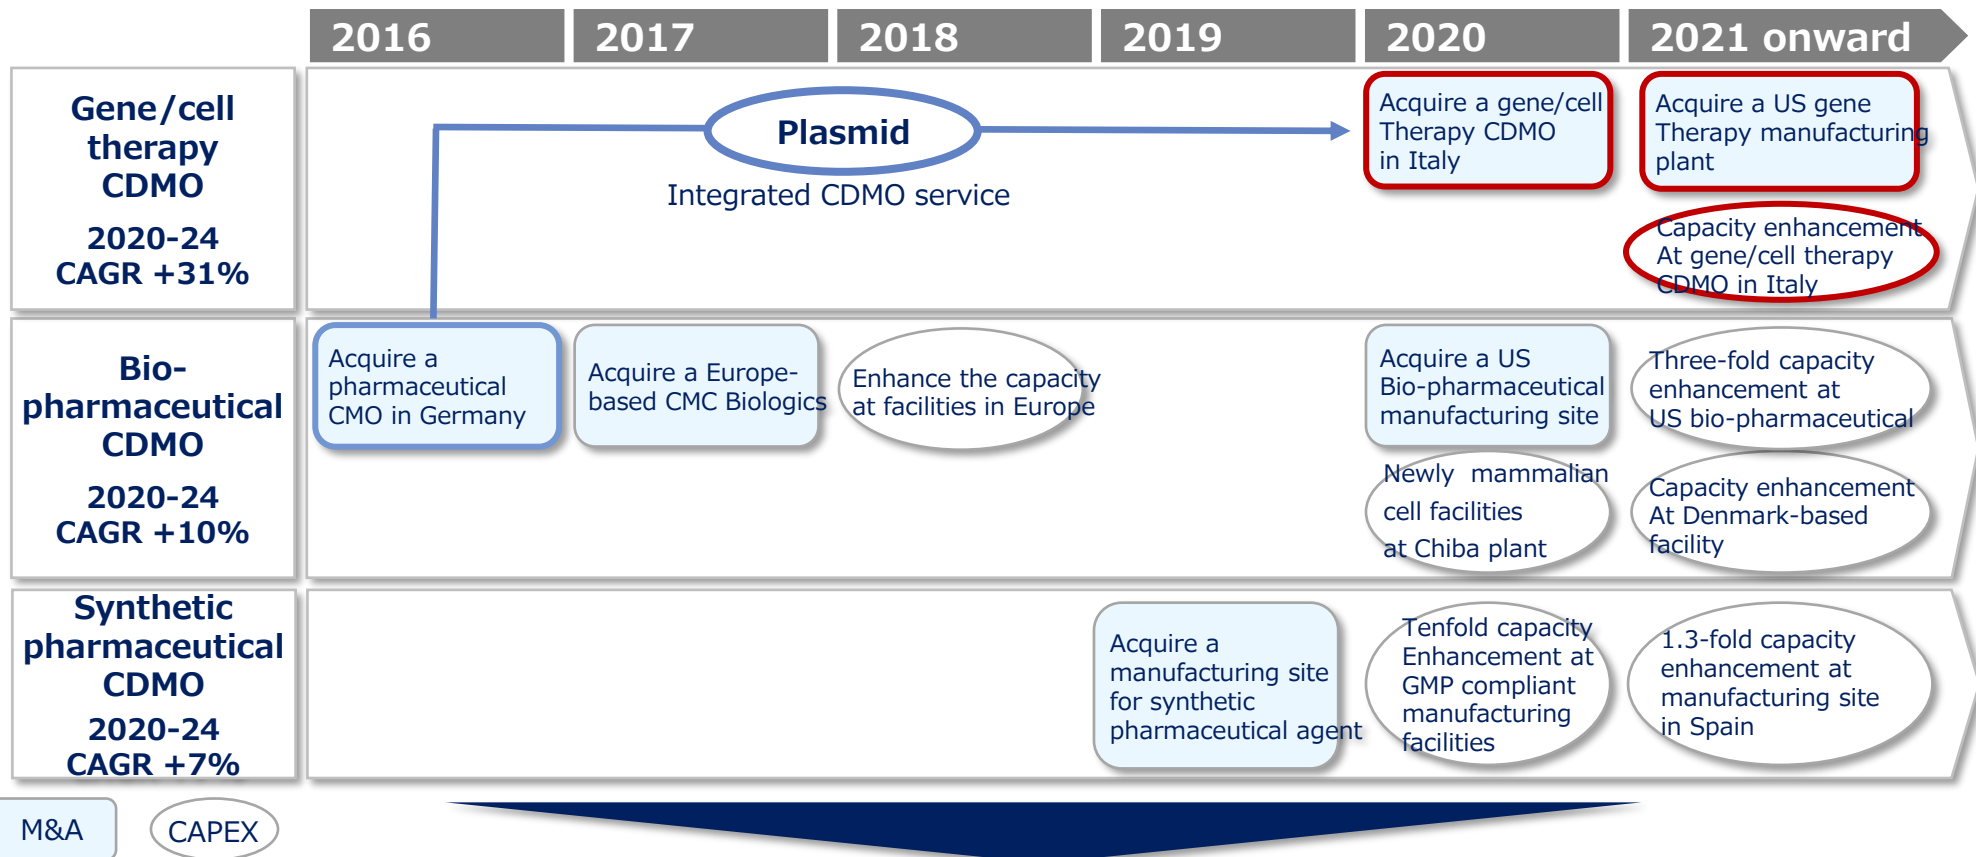 2016
2017
2018
2019
2020
2021 onward
Gene/cell
therapy
CDMO
2020-24
CAGR +31%
Plasmid
Integrated CDMO service
Acquire a gene/cell
Therapy CDMO
in Italy
Acquire a US gene
Therapy manufacturing
plant
Capacity enhancement
At gene/cell therapy
CDMO in Italy
Bio-
pharmaceutical
CDMO
2020-24
CAGR +10%
Acquire a
pharmaceutical
CMO in Germany
Acquire a Europe-
based CMC Biologics
Enhance the capacity
at facilities in Europe
Acquire a US
Bio-pharmaceutical
manufacturing site
Newly mammalian
cell facilities
at Chiba plant
Three-fold capacity
enhancement at
US bio-pharmaceutical
Capacity enhancement
At Denmark-based
facility
Synthetic
pharmaceutical
CDMO
2020-24
CAGR +7%
Acquire a
manufacturing site
for synthetic
pharmaceutical agent
Tenfold capacity
Enhancement at
GMP compliant
manufacturing
facilities
1.3-fold capacity
enhancement at
manufacturing site
in Spain
M&A
CAPEX